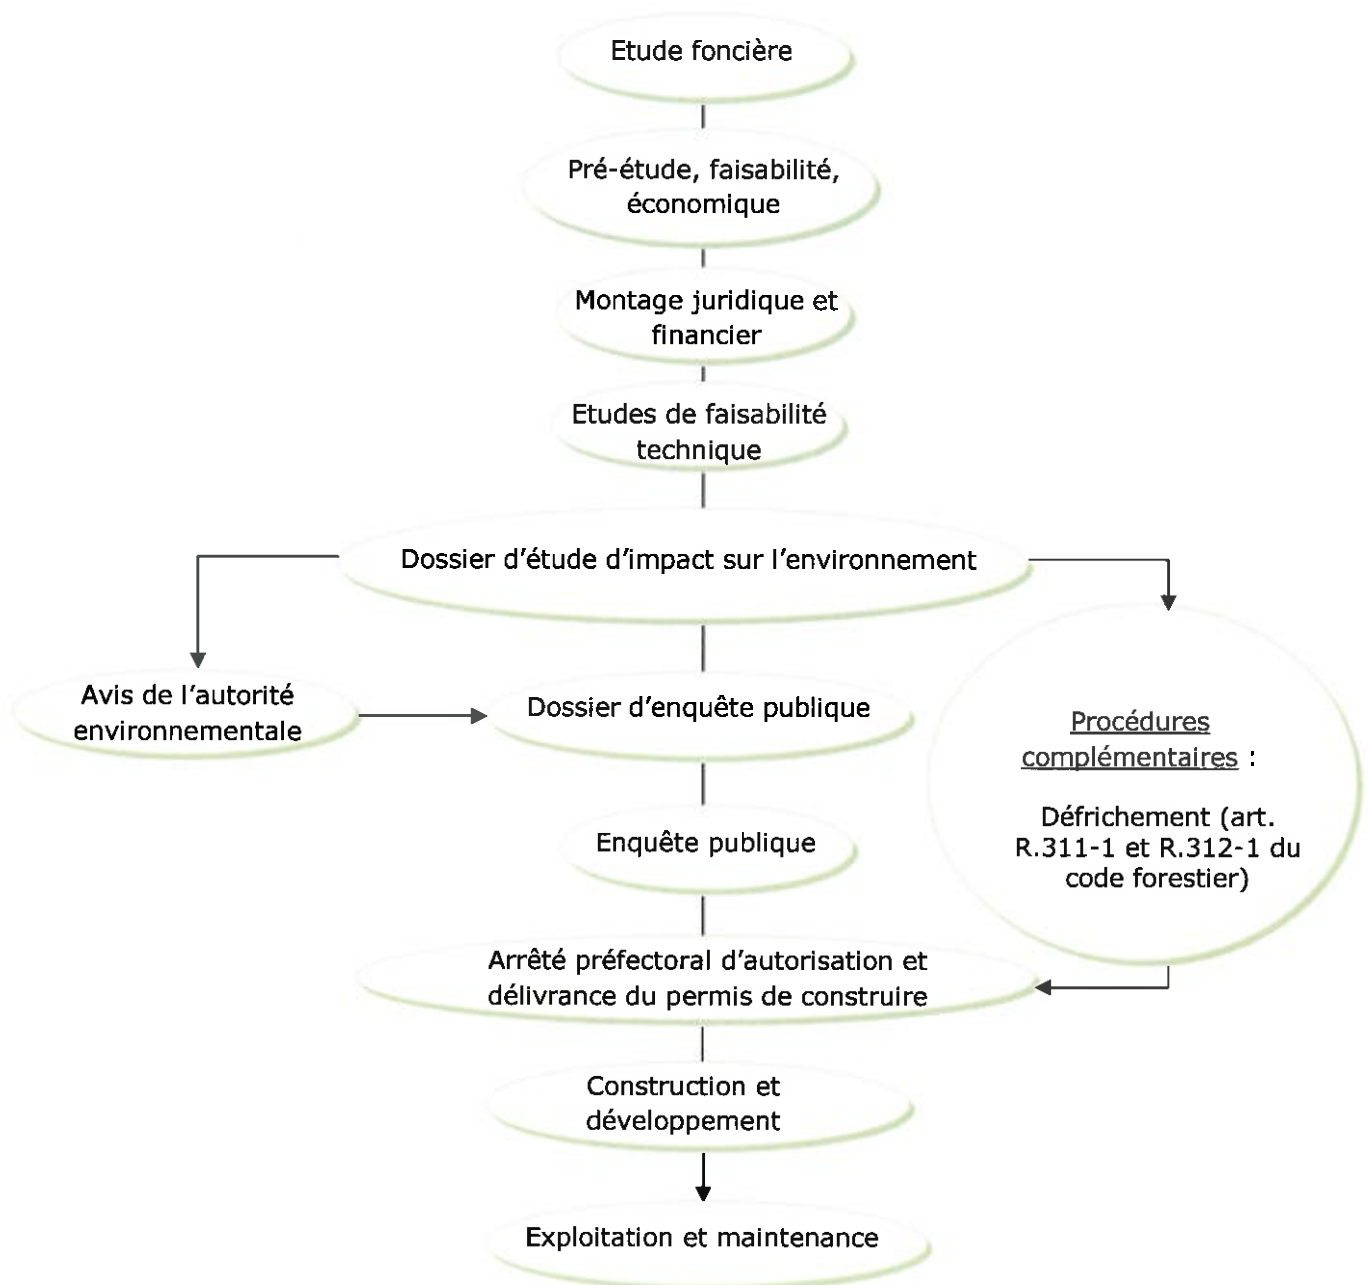 Etude foncière
Pré-étude, faisabilité,
économique
Montage juridique et
financier
Etudes de faisabilité
technique
Dossier d'étude d'impact sur l'environnement
Avis de l'autorité
environnementale
Dossier d'enquête publique
Procédures
complémentaires :
Défrichement (art.
R.311-1 et R.312-1 du
code forestier)
Enquête publique
Arrêté préfectoral d'autorisation et
délivrance du permis de construire
Construction et
développement
Exploitation et maintenance